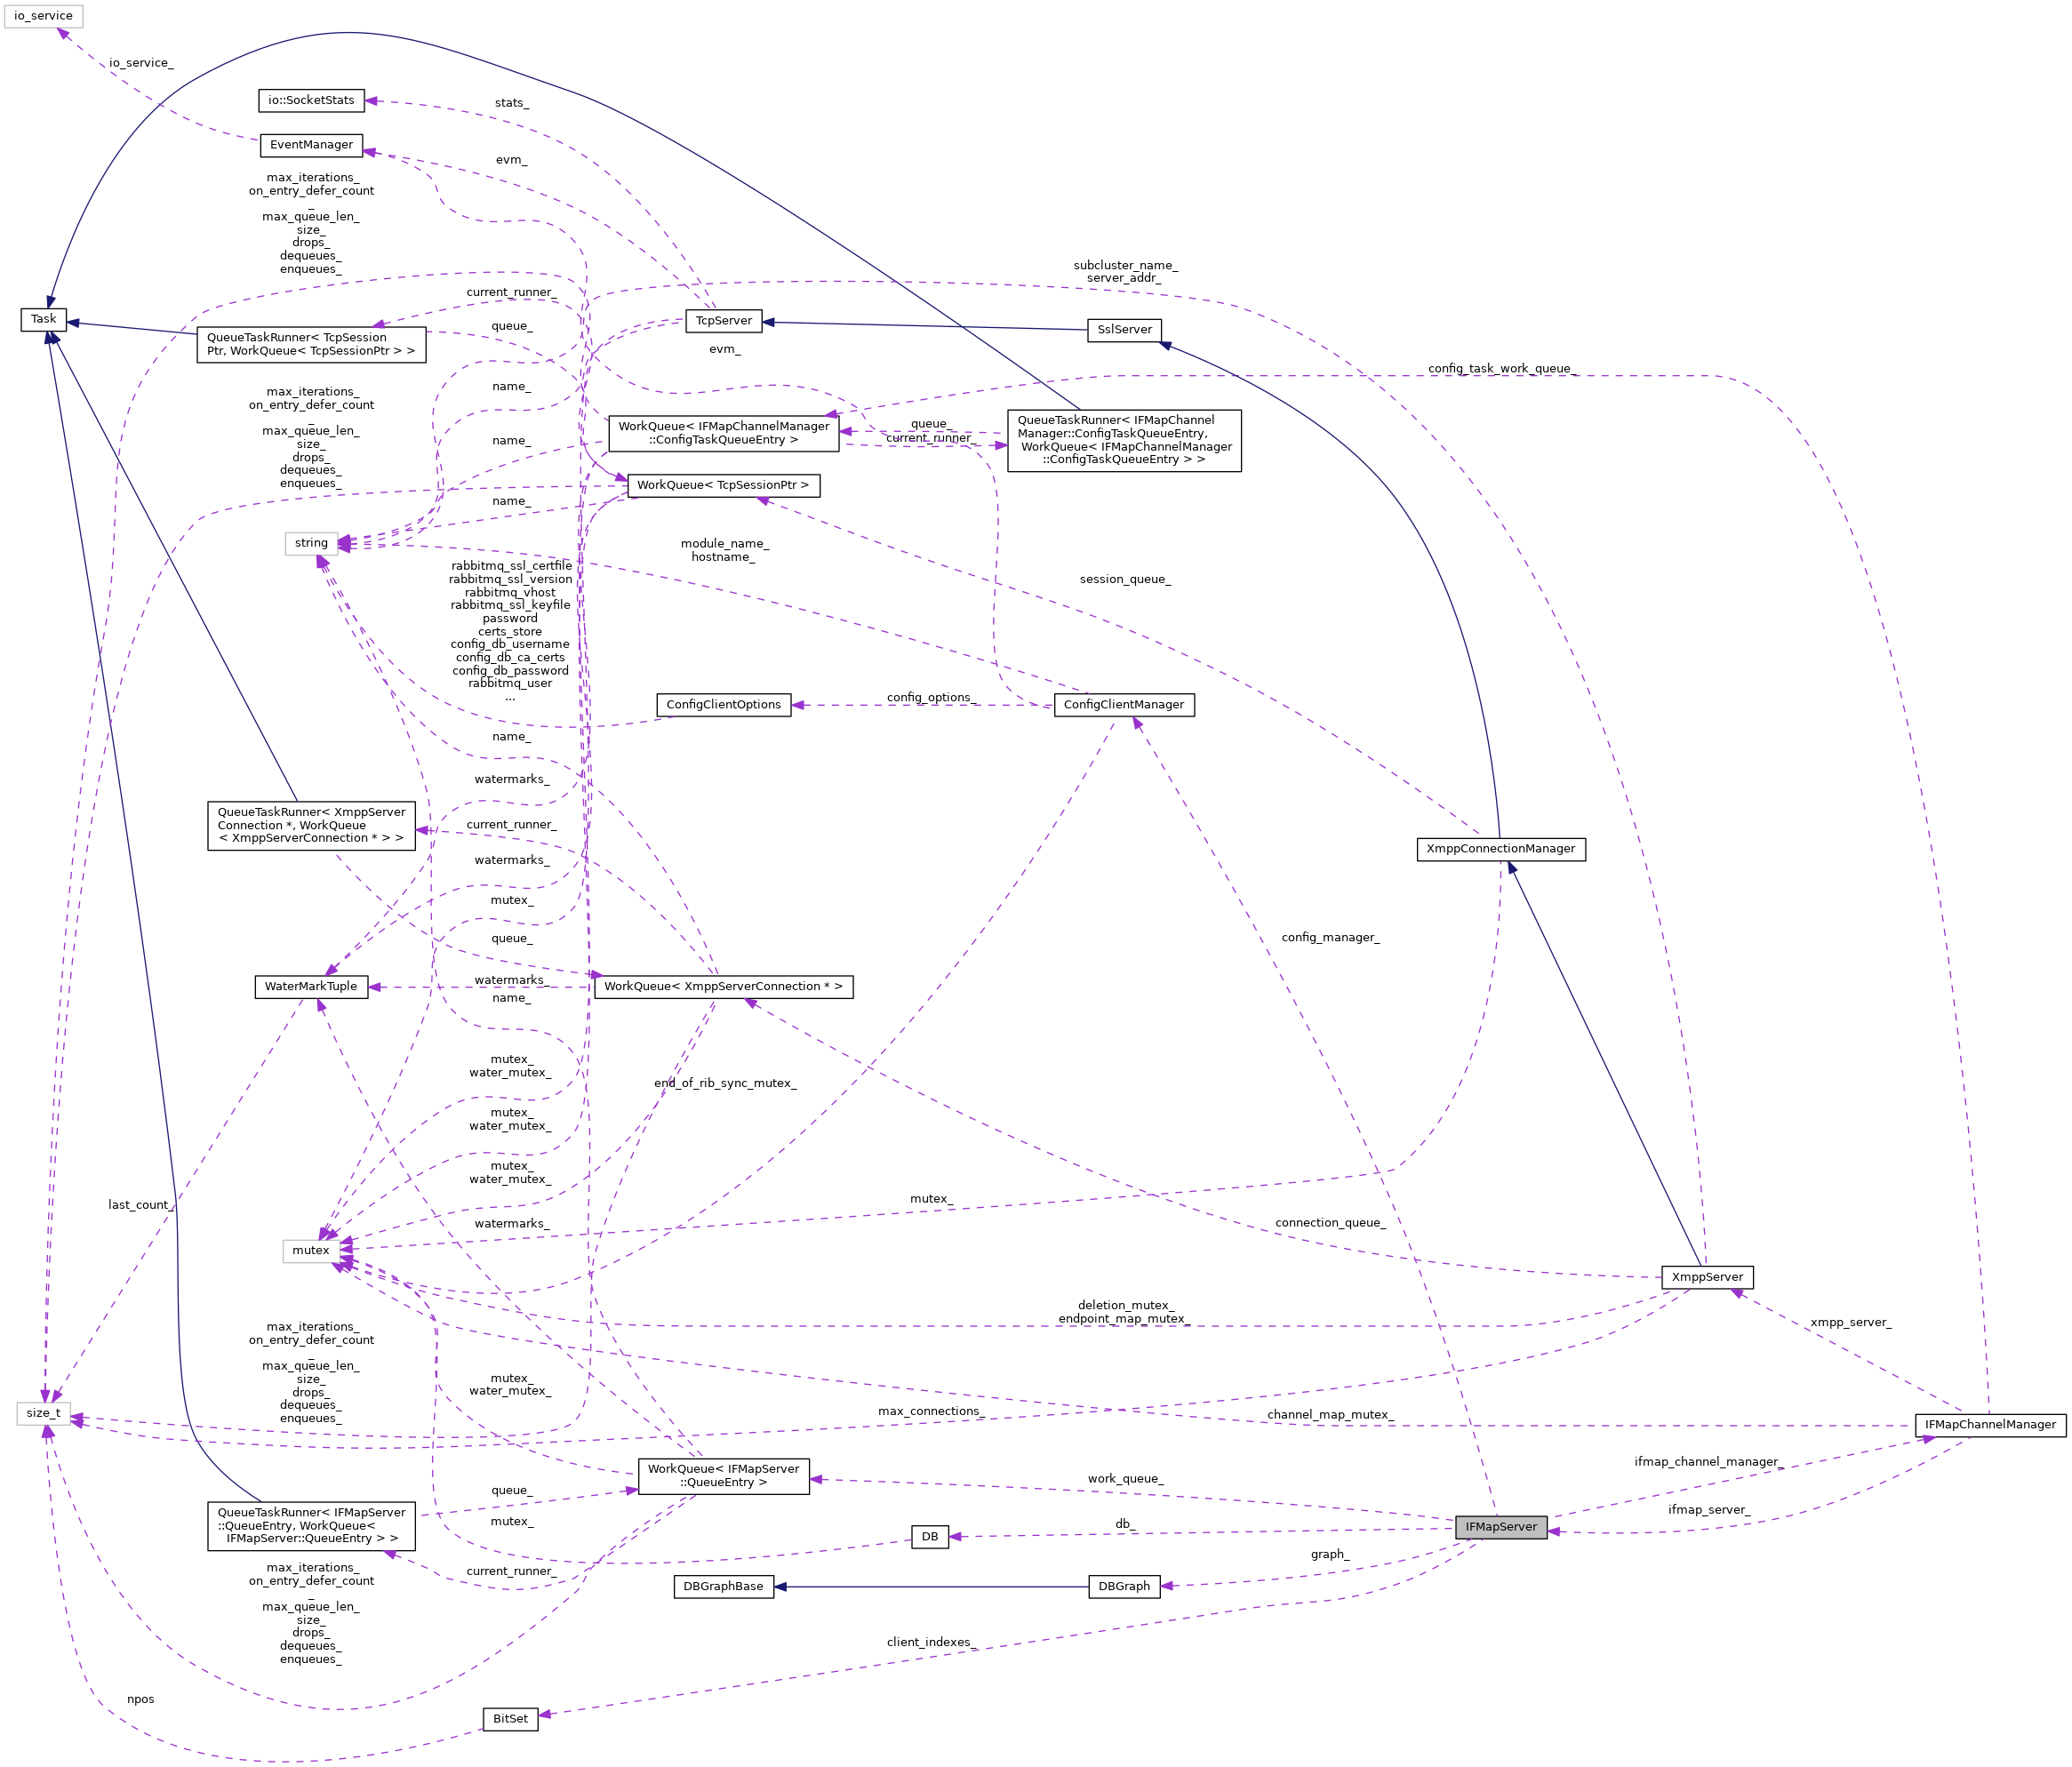 io_service
io_service_
io::SocketStats
stats_
EventManager
evm_
max_iterations_
on_entry_defer_count
_
max_queue_len_
size_
drops_
dequeues_
enqueues_
subcluster_name_
server_addr_
current_runner_
Task
TcpServer
SslServer
queue_
QueueTaskRunner< TcpSession
Ptr, WorkQueue< TcpSessionPtr > >
evm_
config_task_work_queue_
name_
max_iterations_
on_entry_defer_count
_
max_queue_len_
size_
drops_
dequeues_
enqueues_
WorkQueue< IFMapChannelManager
::ConfigTaskQueueEntry >
queue_
current_runner_
QueueTaskRunner< IFMapChannel
Manager::ConfigTaskQueueEntry,
WorkQueue< IFMapChannelManager
::ConfigTaskQueueEntry > >
name_
WorkQueue< TcpSessionPtr >
name_
string
module_name_
hostname_
session_queue_
rabbitmq_ssl_certfile
rabbitmq_ssl_version
rabbitmq_vhost
rabbitmq_ssl_keyfile
password
certs_store
config_db_username
config_db_ca_certs
config_db_password
rabbitmq_user
...
ConfigClientOptions
config_options_
ConfigClientManager
name_
watermarks_
QueueTaskRunner< XmppServer
Connection *, WorkQueue
< XmppServerConnection * > >
current_runner_
XmppConnectionManager
watermarks_
mutex_
queue_
config_manager_
WaterMarkTuple
watermarks_
WorkQueue< XmppServerConnection * >
name_
mutex_
water_mutex_
end_of_rib_sync_mutex_
mutex_
water_mutex_
mutex_
water_mutex_
last_count_
mutex_
watermarks_
connection_queue_
mutex
XmppServer
deletion_mutex_
endpoint_map_mutex_
xmpp_server_
max_iterations_
on_entry_defer_count
_
max_queue_len_
size_
drops_
dequeues_
enqueues_
mutex_
water_mutex_
size_t
max_connections_
channel_map_mutex_
IFMapChannelManager
WorkQueue< IFMapServer
::QueueEntry >
work_queue_
ifmap_channel_manager_
queue_
ifmap_server_
QueueTaskRunner< IFMapServer
::QueueEntry, WorkQueue<
IFMapServer::QueueEntry > >
mutex_
DB
db_
IFMapServer
graph_
current_runner_
max_iterations_
on_entry_defer_count
_
max_queue_len_
size_
drops_
dequeues_
enqueues_
DBGraphBase
DBGraph
client_indexes_
npos
BitSet